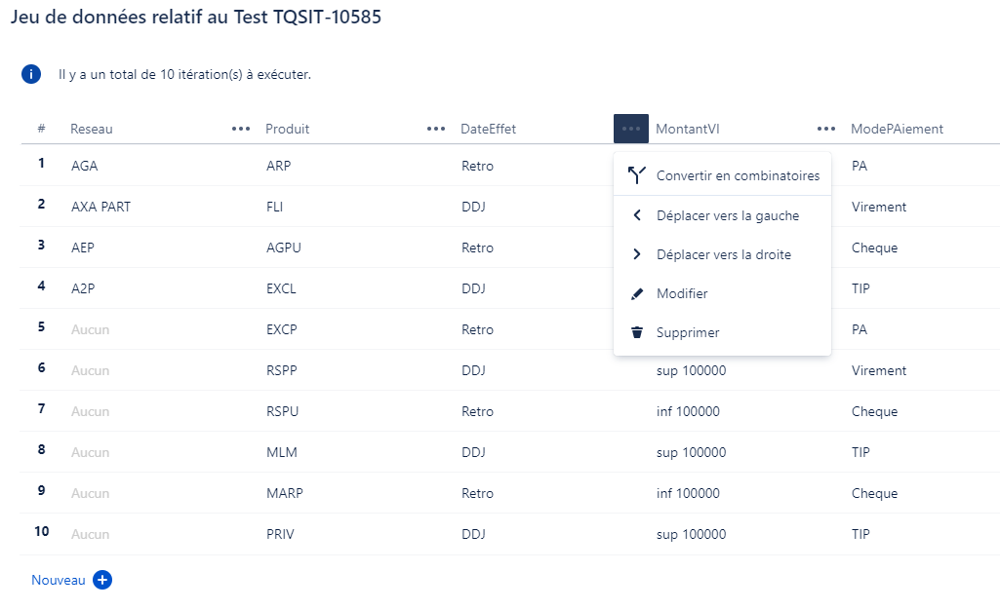 Jeu de données relatif au Test TQSIT-10585
Il y a un total de 10 itération(s) à exécuter.
# Reseau ••• Produit ••• DateEffet ••• MontantVI ••• ModePAiement
1 AGA ARP Retro PA
Convertir en combinatoires
2 AXA PART FLI DDJ Virement
Déplacer vers la gauche
3 AEP AGPU Retro Cheque
Déplacer vers la droite
4 A2P EXCL DDJ TIP
Modifier
5 Aucun EXCP Retro PA
Supprimer
6 Aucun RSPP DDJ sup 100000 Virement
7 Aucun RSPU Retro inf 100000 Cheque
8 Aucun MLM DDJ sup 100000 TIP
9 Aucun MARP Retro inf 100000 Cheque
10 Aucun PRIV DDJ sup 100000 TIP
Nouveau